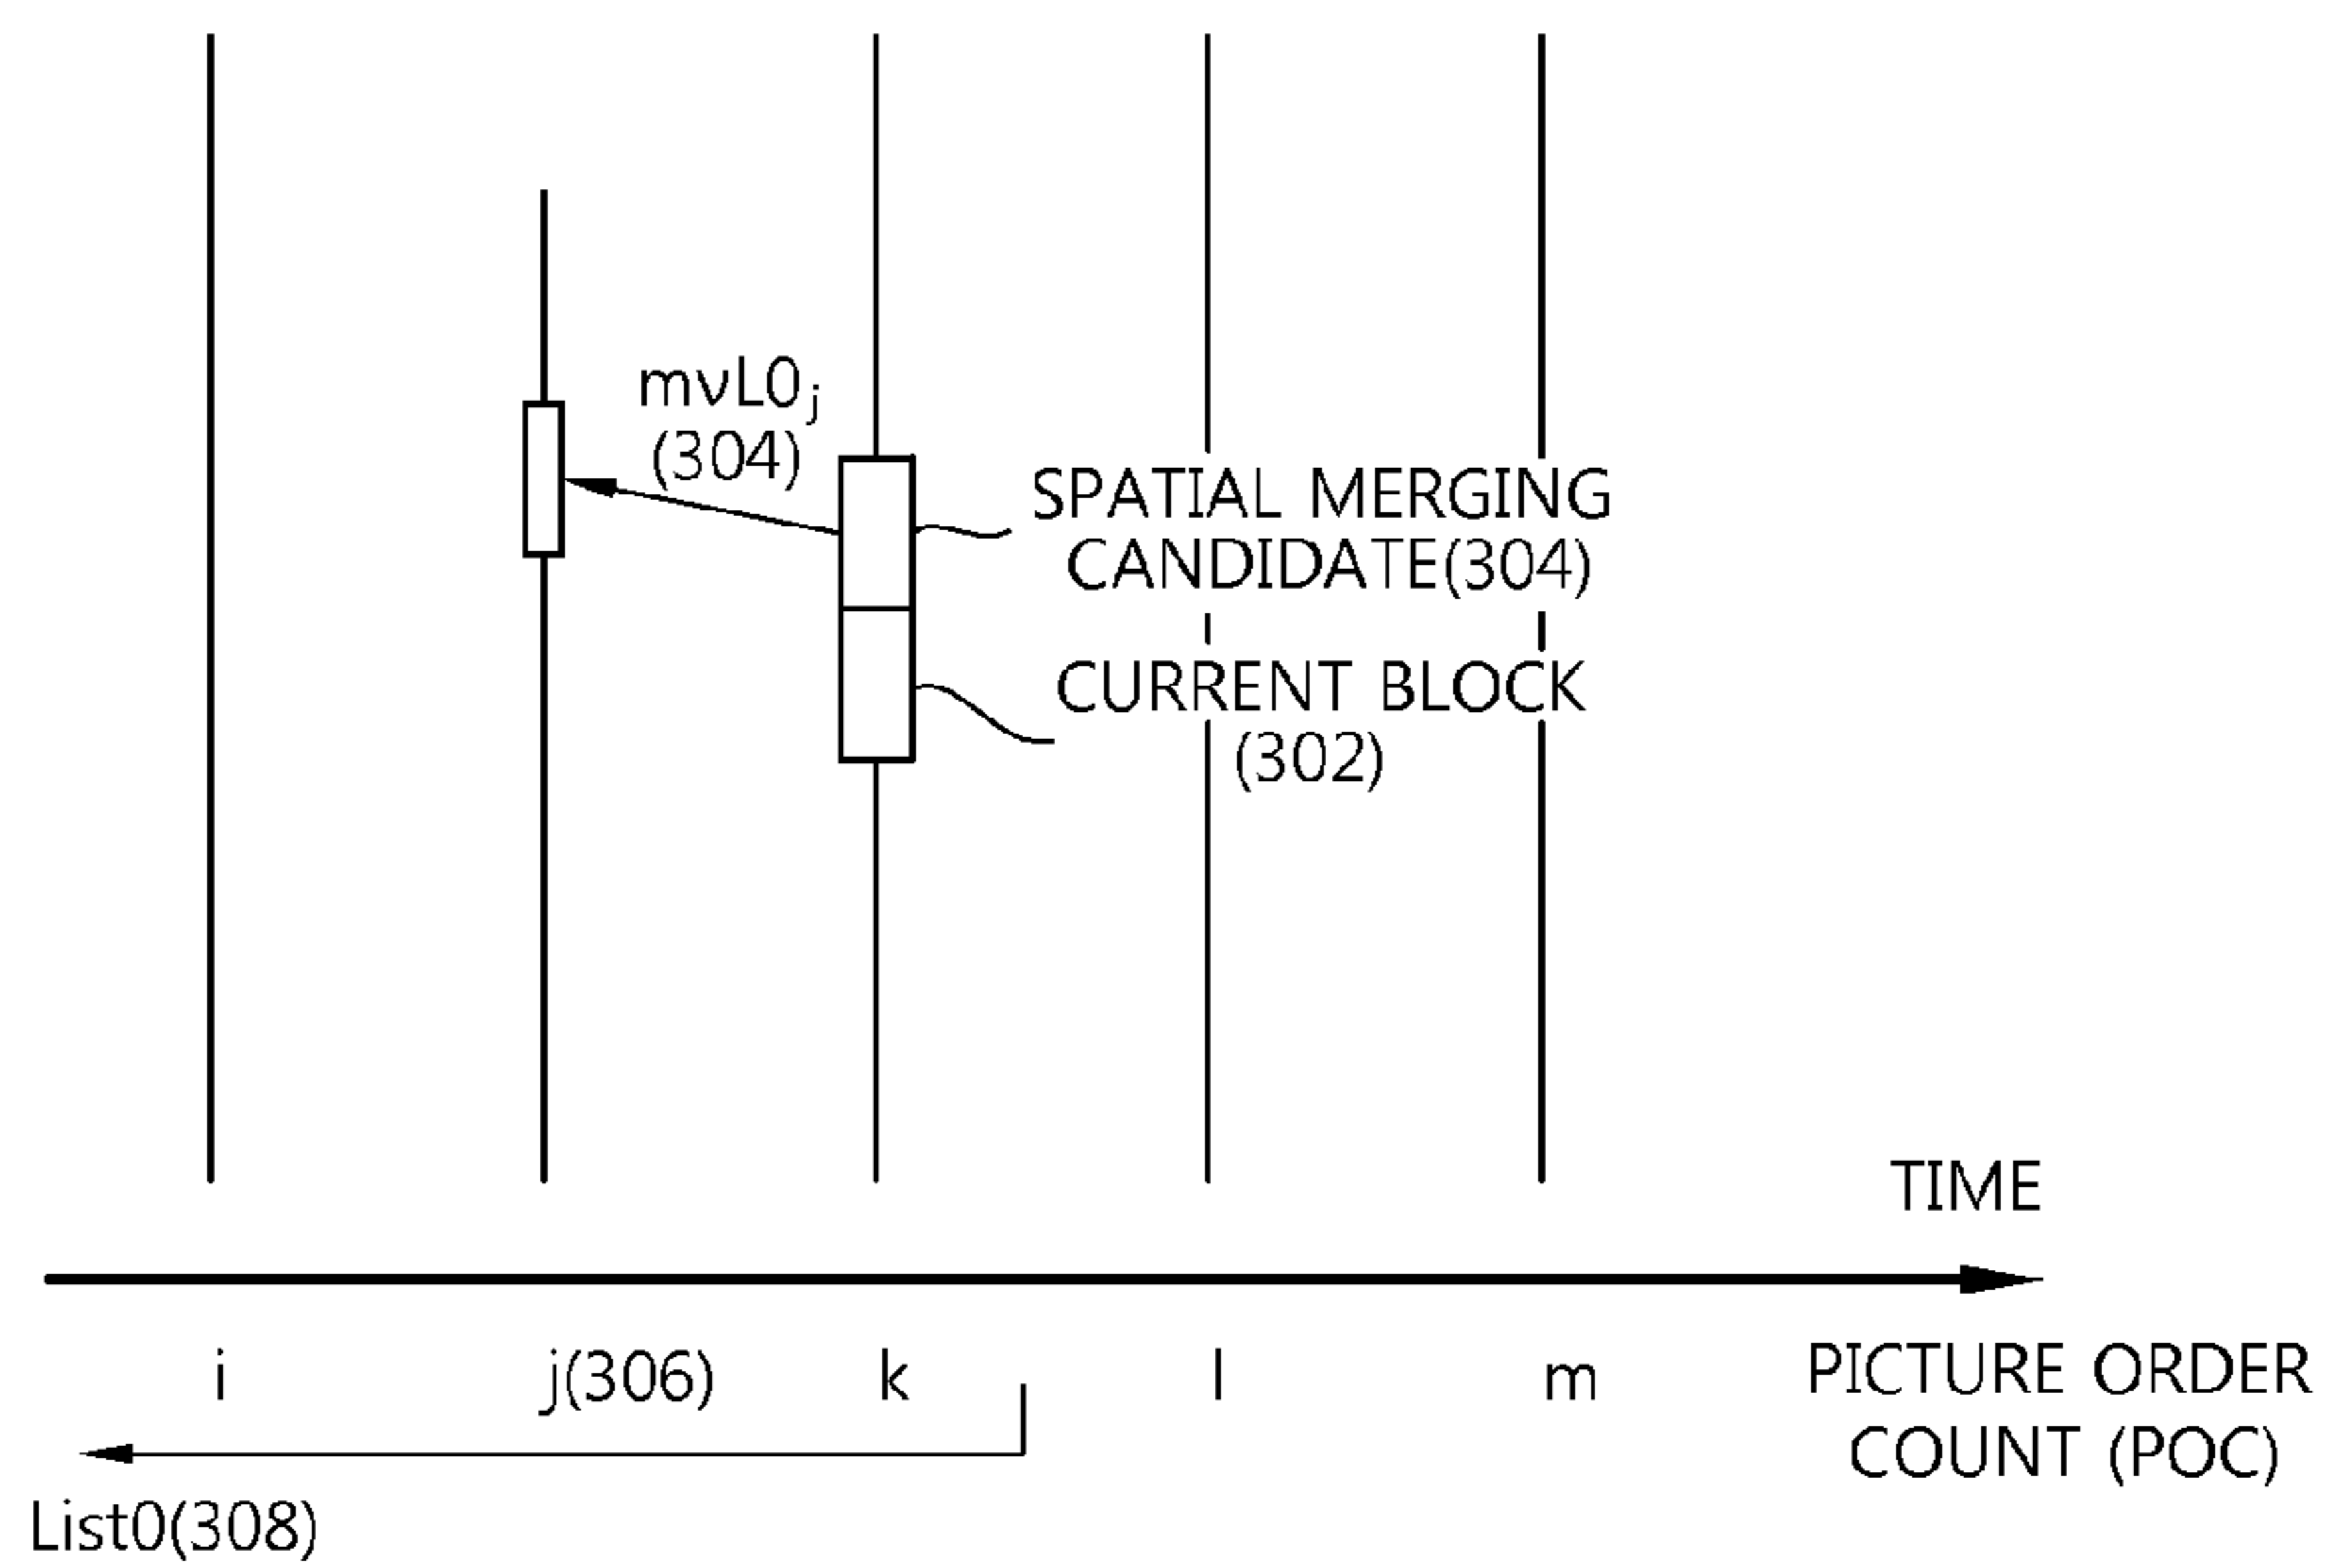 mvL0j
(304)
SPATIAL MERGING
CANDIDATE(304)
CURRENT BLOCK
(302)
TIME
i
j(306)
k
l
m
PICTURE ORDER
COUNT (POC)
List0(308)